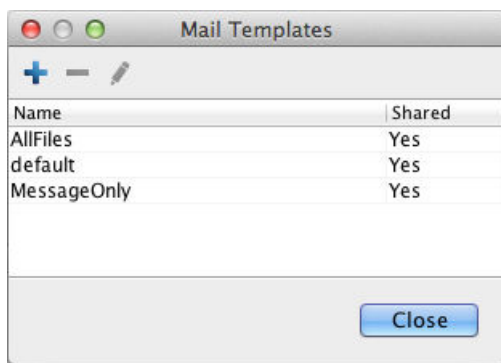 Mail Templates
Name Shared
AllFiles Yes
default Yes
MessageOnly Yes
Close